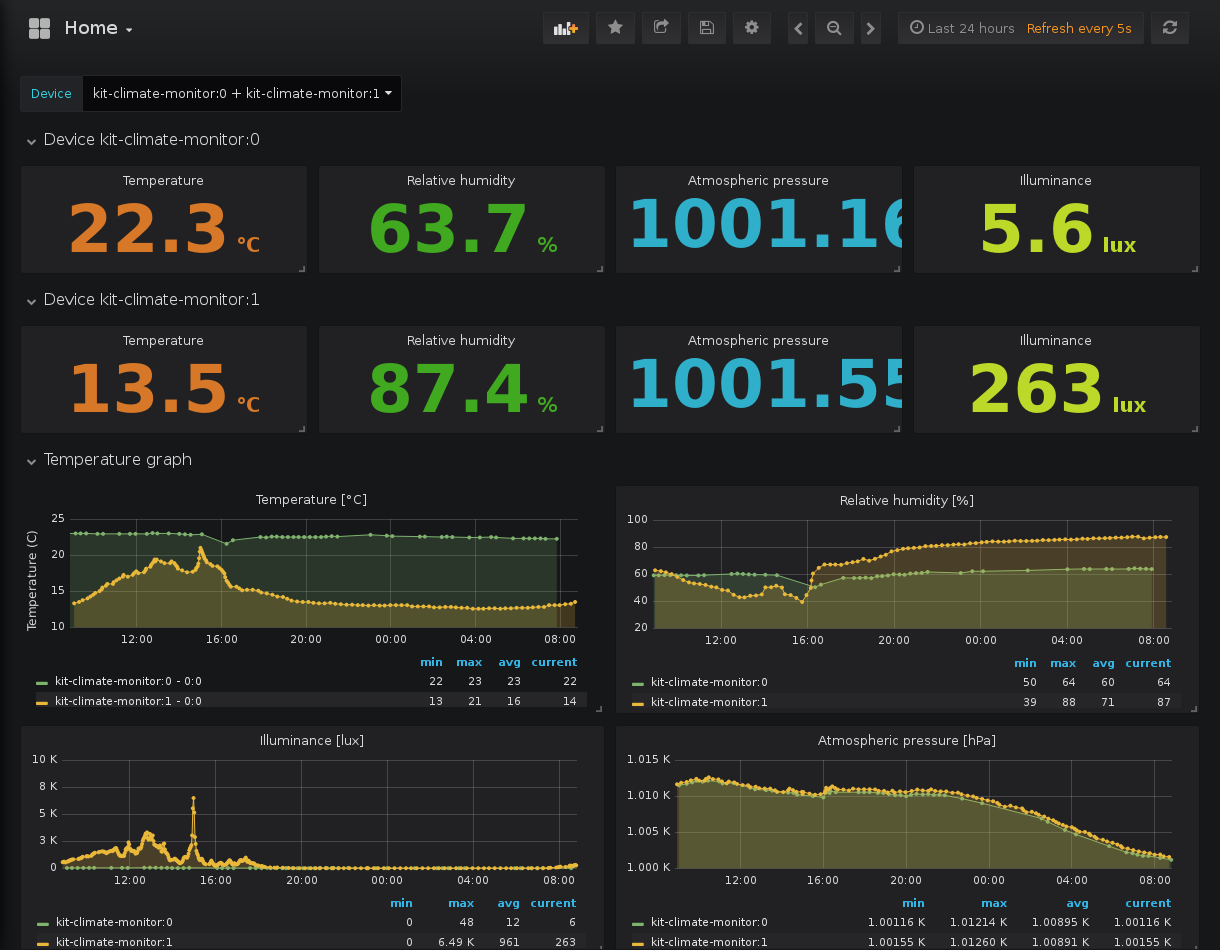 Home
Last 24 hours Refresh every 5s
Device kit-climate-monitor:0 + kit-climate-monitor:1
Device kit-climate-monitor:0
Temperature Relative humidity Atmospheric pressure Illuminance
22.3 °C 63.7 % 1001.16 5.6 lux
Device kit-climate-monitor:1
Temperature Relative humidity Atmospheric pressure Illuminance
13.5 °C 87.4 % 1001.55 263 lux
Temperature graph
Temperature [°C]
Temperature (C)
25
20
15
10
12:00 16:00 20:00 00:00 04:00 08:00
min max avg current
kit-climate-monitor:0 - 0:0 22 23 23 22
kit-climate-monitor:1 - 0:0 13 21 16 14
Relative humidity [%]
100
80
60
40
20
12:00 16:00 20:00 00:00 04:00 08:00
min max avg current
kit-climate-monitor:0 50 64 60 64
kit-climate-monitor:1 39 88 71 87
Illuminance [lux]
10 K
8 K
5 K
3 K
0
12:00 16:00 20:00 00:00 04:00 08:00
min max avg current
kit-climate-monitor:0 0 48 12 6
kit-climate-monitor:1 0 6.49 K 961 263
Atmospheric pressure [hPa]
1.015 K
1.010 K
1.005 K
1.000 K
12:00 16:00 20:00 00:00 04:00 08:00
min max avg current
kit-climate-monitor:0 1.00116 K 1.01214 K 1.00895 K 1.00116 K
kit-climate-monitor:1 1.00155 K 1.01260 K 1.00891 K 1.00155 K